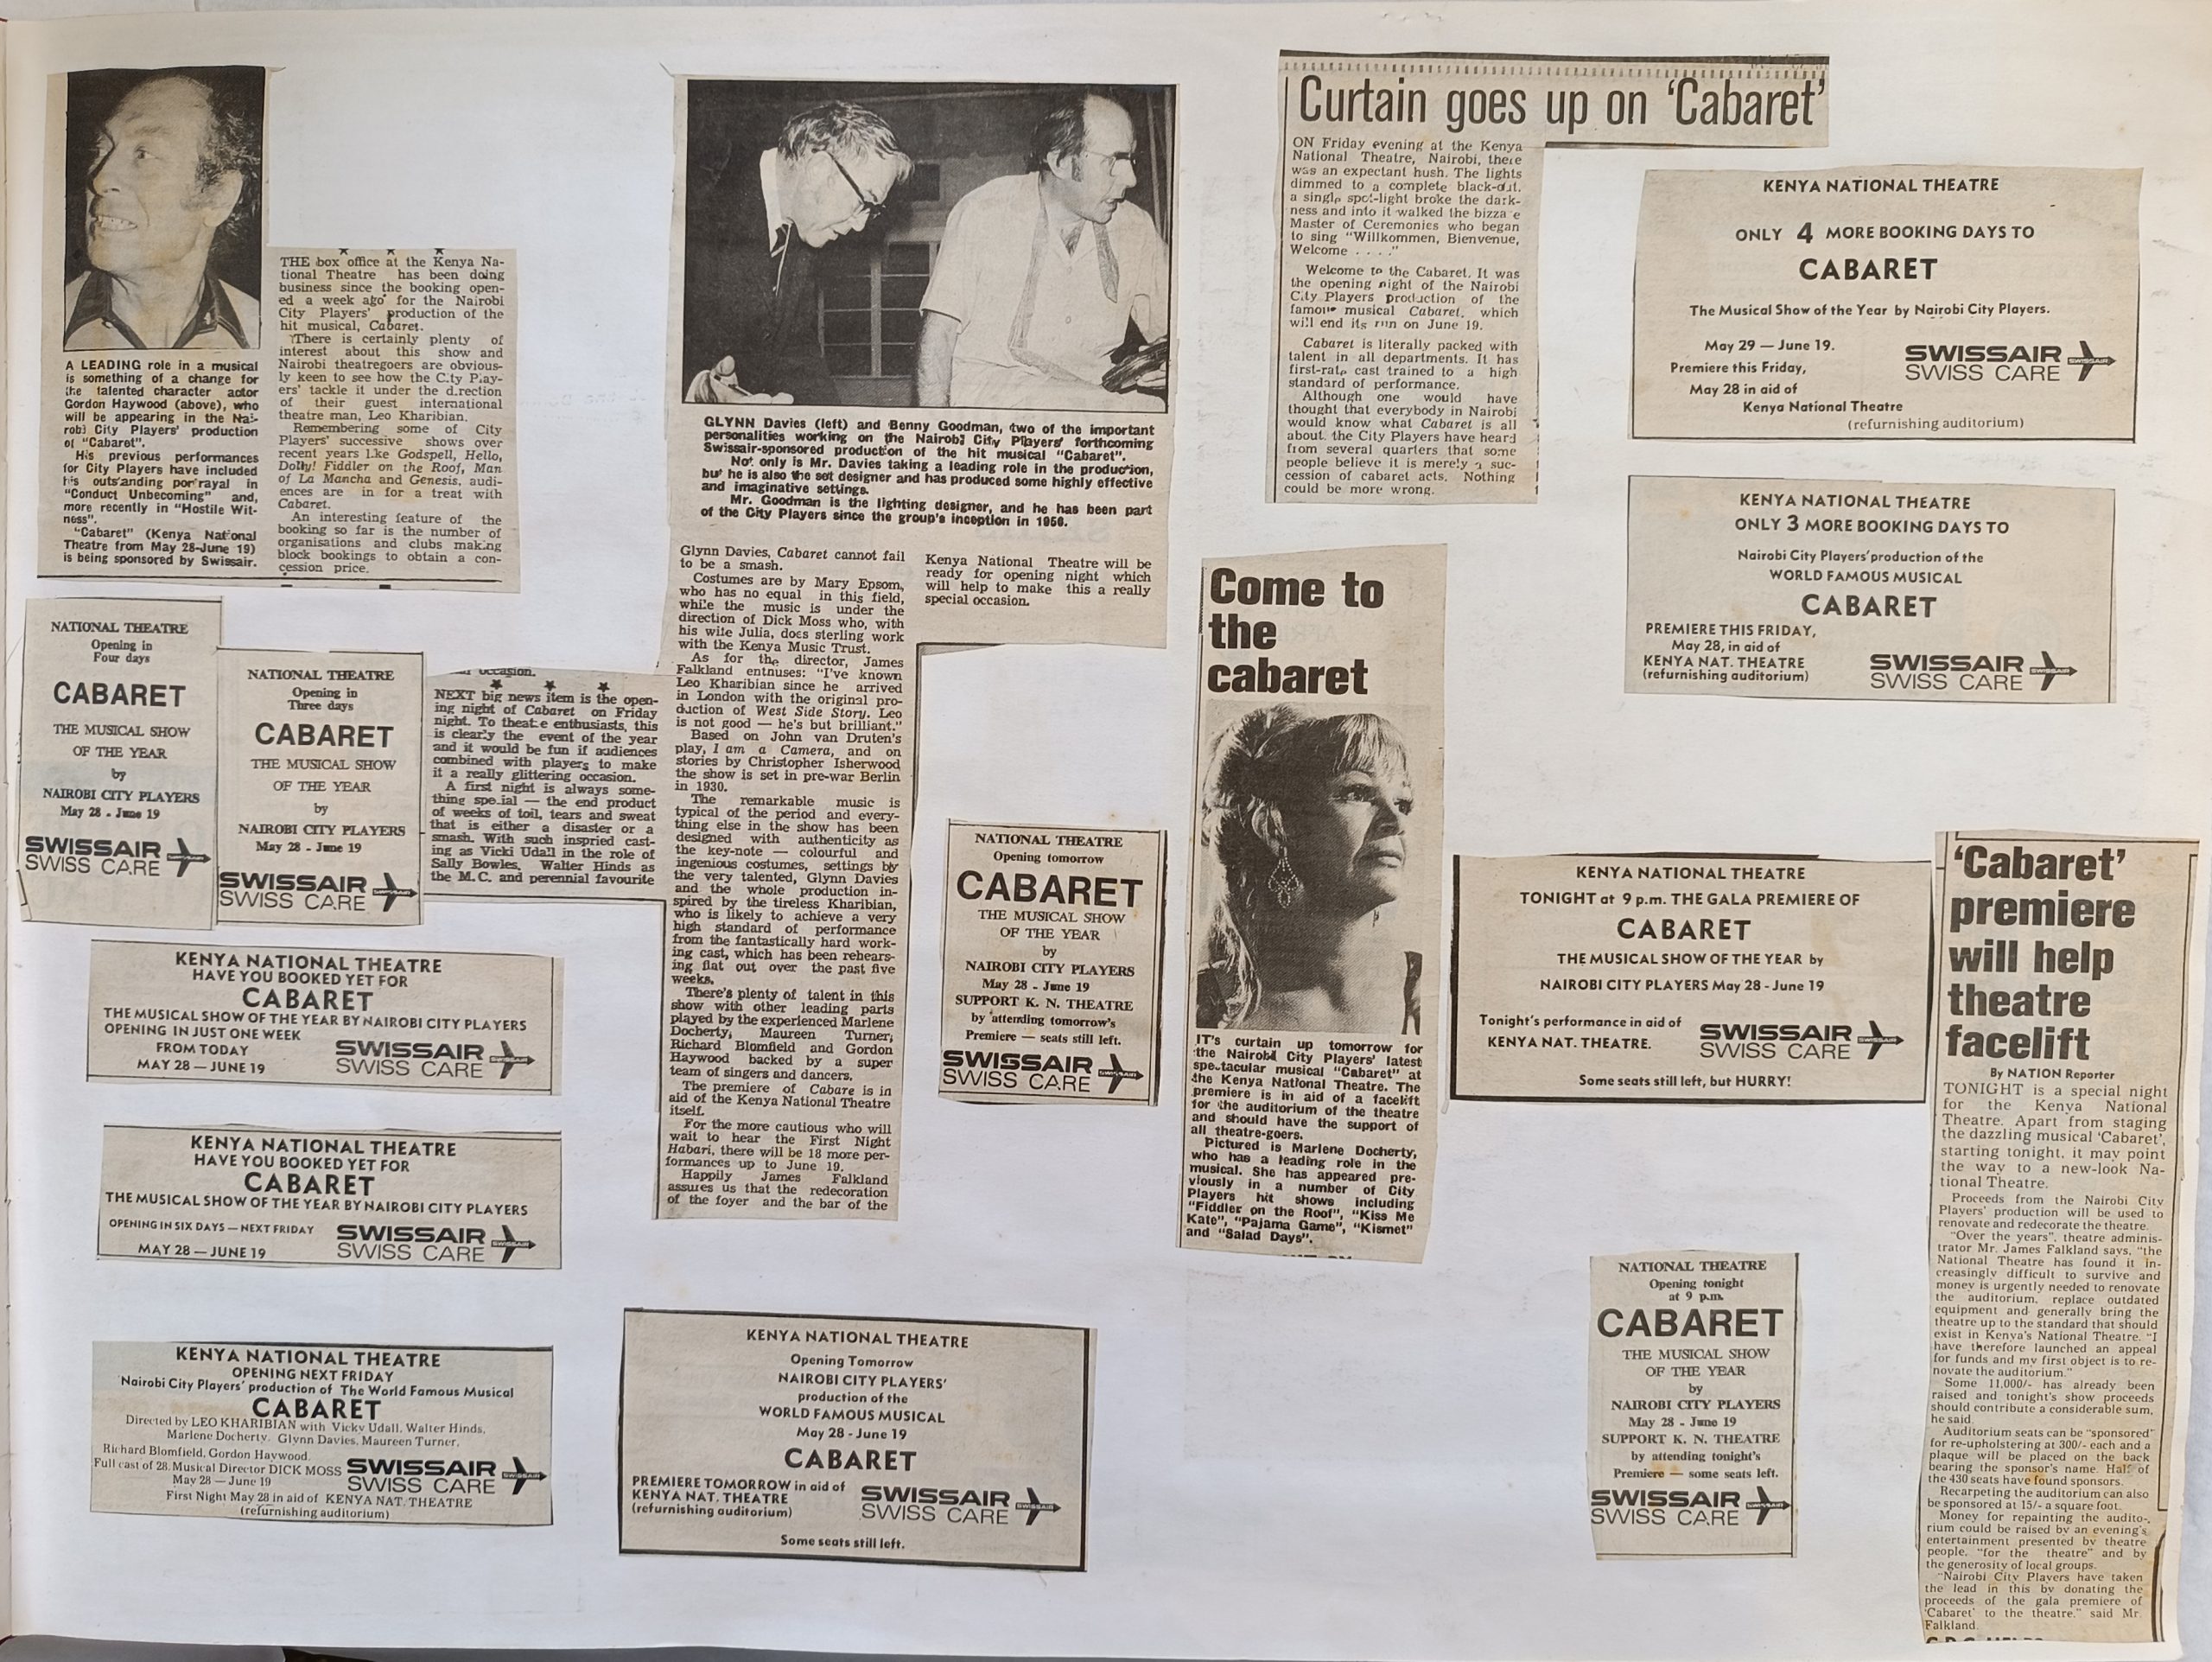 A LEADING role in a musical
is something of a change for
the talented character actor
Gordon Haywood (above), who
will be appearing in the Nai-
robi City Players' production
of "Cabaret".
His previous performances
for City Players have included
his outstanding portrayal in
"Conduct Unbecoming" and,
more recently in "Hostile Wit-
ness".
"Cabaret" (Kenya National
Theatre from May 28-June 19)
is being sponsored by Swissair.
THE box office at the Kenya Na-
tional Theatre has been doing
business since the booking open-
ed a week ago for the Nairobi
City Players' production of the
hit musical, Cabaret.
There is certainly plenty of
interest about this show and
Nairobi theatregoers are obvious-
ly keen to see how the City Play-
ers' tackle it under the direction
of their guest international
theatre man, Leo Kharibian.
Remembering some of City
Players' successive shows over
recent years like Godspell, Hello,
Dolly! Fiddler on the Roof, Man
of La Mancha and Genesis, audi-
ences are in for a treat with
Cabaret.
An interesting feature of the
booking so far is the number of
organisations and clubs making
block bookings to obtain a con-
cession price.
NATIONAL THEATRE
Opening in
Four days
CABARET
THE MUSICAL SHOW
OF THE YEAR
by
NAIROBI CITY PLAYERS
May 28 - June 19
SWISSAIR
SWISS CARE
NATIONAL THEATRE
Opening in
Three days
CABARET
THE MUSICAL SHOW
OF THE YEAR
by
NAIROBI CITY PLAYERS
May 28 - June 19
SWISSAIR
SWISS CARE
occasion.
NEXT big news item is the open-
ing night of Cabaret on Friday
night. To theatre enthusiasts, this
is clearly the event of the year
and it would be fun if audiences
combined with players to make
it a really glittering occasion.
A first night is always some-
thing special — the end product
of weeks of toil, tears and sweat
that is either a disaster or a
smash. With such inspried cast-
ing as Vicki Udall in the role of
Sally Bowles, Walter Hinds as
the M.C. and perennial favourite
KENYA NATIONAL THEATRE
HAVE YOU BOOKED YET FOR
CABARET
THE MUSICAL SHOW OF THE YEAR BY NAIROBI CITY PLAYERS
OPENING IN JUST ONE WEEK
FROM TODAY
MAY 28 — JUNE 19
SWISSAIR
SWISS CARE
KENYA NATIONAL THEATRE
HAVE YOU BOOKED YET FOR
CABARET
THE MUSICAL SHOW OF THE YEAR BY NAIROBI CITY PLAYERS
OPENING IN SIX DAYS — NEXT FRIDAY
MAY 28 — JUNE 19
SWISSAIR
SWISS CARE
KENYA NATIONAL THEATRE
OPENING NEXT FRIDAY
Nairobi City Players' production of The World Famous Musical
CABARET
Directed by LEO KHARIBIAN with Vicky Udall, Walter Hinds,
Marlene Docherty, Glynn Davies, Maureen Turner,
Richard Blomfield, Gordon Haywood.
Full cast of 28. Musical Director DICK MOSS
May 28 — June 19
First Night May 28 in aid of KENYA NAT. THEATRE
(refurnishing auditorium)
SWISSAIR
SWISS CARE
GLYNN Davies (left) and Benny Goodman, two of the important
personalities working on the Nairobi City Players' forthcoming
Swissair-sponsored production of the hit musical "Cabaret".
Not only is Mr. Davies taking a leading role in the production,
but he is also the set designer and has produced some highly effective
and imaginative settings.
Mr. Goodman is the lighting designer, and he has been part
of the City Players since the group's inception in 1956.
Glynn Davies, Cabaret cannot fail
to be a smash.
Costumes are by Mary Epsom,
who has no equal in this field,
while the music is under the
direction of Dick Moss who, with
his wife Julia, does sterling work
with the Kenya Music Trust.
As for the director, James
Falkland entnuses: "I've known
Leo Kharibian since he arrived
in London with the original pro-
duction of West Side Story. Leo
is not good — he's but brilliant."
Based on John van Druten's
play, I am a Camera, and on
stories by Christopher Isherwood
the show is set in pre-war Berlin
in 1930.
The remarkable music is
typical of the period and every-
thing else in the show has been
designed with authenticity as
the key-note — colourful and
ingenious costumes, settings by
the very talented, Glynn Davies
and the whole production in-
spired by the tireless Kharibian,
who is likely to achieve a very
high standard of performance
from the fantastically hard work-
ing cast, which has been rehears-
ing flat out over the past five
weeks.
There's plenty of talent in this
show with other leading parts
played by the experienced Marlene
Docherty, Maureen Turner,
Richard Blomfield and Gordon
Haywood backed by a super
team of singers and dancers.
The premiere of Cabare is in
aid of the Kenya National Theatre
itself.
For the more cautious who will
wait to hear the First Night
Habari, there will be 18 more per-
formances up to June 19.
Happily James Falkland
assures us that the redecoration
of the foyer and the bar of the
Kenya National Theatre will be
ready for opening night which
will help to make this a really
special occasion.
NATIONAL THEATRE
Opening tomorrow
CABARET
THE MUSICAL SHOW
OF THE YEAR
by
NAIROBI CITY PLAYERS
May 28 - June 19
SUPPORT K. N. THEATRE
by attending tomorrow's
Premiere — seats still left.
SWISSAIR
SWISS CARE
KENYA NATIONAL THEATRE
Opening Tomorrow
NAIROBI CITY PLAYERS'
production of the
WORLD FAMOUS MUSICAL
May 28 - June 19
CABARET
PREMIERE TOMORROW in aid of
KENYA NAT. THEATRE
(refurnishing auditorium)
SWISSAIR
SWISS CARE
Some seats still left.
Curtain goes up on 'Cabaret'
ON Friday evening at the Kenya
National Theatre, Nairobi, there
was an expectant hush. The lights
dimmed to a complete black-out,
a single spot-light broke the dark-
ness and into it walked the bizza e
Master of Ceremonies who began
to sing "Willkommen, Bienvenue,
Welcome . . . ."
Welcome to the Cabaret. It was
the opening night of the Nairobi
City Players production of the
famous musical Cabaret, which
will end its run on June 19.
Cabaret is literally packed with
talent in all departments. It has
first-rate cast trained to a high
standard of performance.
Although one would have
thought that everybody in Nairobi
would know what Cabaret is all
about, the City Players have heard
from several quarters that some
people believe it is merely a suc-
cession of cabaret acts. Nothing
could be more wrong.
Come to
the
cabaret
IT's curtain up tomorrow for
the Nairobi City Players' latest
spectacular musical "Cabaret" at
the Kenya National Theatre. The
premiere is in aid of a facelift
for the auditorium of the theatre
and should have the support of
all theatre-goers.
Pictured is Marlene Docherty,
who has a leading role in the
musical. She has appeared pre-
viously in a number of City
Players hit shows including
"Fiddler on the Roof", "Kiss Me
Kate", "Pajama Game", "Kismet"
and "Salad Days".
KENYA NATIONAL THEATRE
ONLY 4 MORE BOOKING DAYS TO
CABARET
The Musical Show of the Year by Nairobi City Players.
May 29 — June 19.
Premiere this Friday,
May 28 in aid of
Kenya National Theatre
(refurnishing auditorium)
SWISSAIR
SWISS CARE
KENYA NATIONAL THEATRE
ONLY 3 MORE BOOKING DAYS TO
Nairobi City Players' production of the
WORLD FAMOUS MUSICAL
CABARET
PREMIERE THIS FRIDAY,
May 28, in aid of
KENYA NAT. THEATRE
(refurnishing auditorium)
SWISSAIR
SWISS CARE
KENYA NATIONAL THEATRE
TONIGHT at 9 p.m. THE GALA PREMIERE OF
CABARET
THE MUSICAL SHOW OF THE YEAR by
NAIROBI CITY PLAYERS May 28 - June 19
Tonight's performance in aid of
KENYA NAT. THEATRE.
SWISSAIR
SWISS CARE
Some seats still left, but HURRY!
NATIONAL THEATRE
Opening tonight
at 9 p.m.
CABARET
THE MUSICAL SHOW
OF THE YEAR
by
NAIROBI CITY PLAYERS
May 28 - June 19
SUPPORT K. N. THEATRE
by attending tonight's
Premiere — some seats left.
SWISSAIR
SWISS CARE
'Cabaret'
premiere
will help
theatre
facelift
By NATION Reporter
TONIGHT is a special night
for the Kenya National
Theatre. Apart from staging
the dazzling musical 'Cabaret',
starting tonight, it may point
the way to a new-look Na-
tional Theatre.
Proceeds from the Nairobi City
Players' production will be used to
renovate and redecorate the theatre.
"Over the years", theatre adminis-
trator Mr. James Falkland says, "the
National Theatre has found it in-
creasingly difficult to survive and
money is urgently needed to renovate
the auditorium, replace outdated
equipment and generally bring the
theatre up to the standard that should
exist in Kenya's National Theatre. "I
have therefore launched an appeal
for funds and my first object is to re-
novate the auditorium."
Some 11,000/- has already been
raised and tonight's show proceeds
should contribute a considerable sum,
he said.
Auditorium seats can be "sponsored"
for re-upholstering at 300/- each and a
plaque will be placed on the back
bearing the sponsor's name. Half of
the 430 seats have found sponsors.
Recarpeting the auditorium can also
be sponsored at 15/- a square foot.
Money for repainting the audito-
rium could be raised by an evening's
entertainment presented by theatre
people, "for the theatre" and by
the generosity of local groups.
"Nairobi City Players have taken
the lead in this by donating the
proceeds of the gala premiere of
'Cabaret' to the theatre." said Mr.
Falkland.